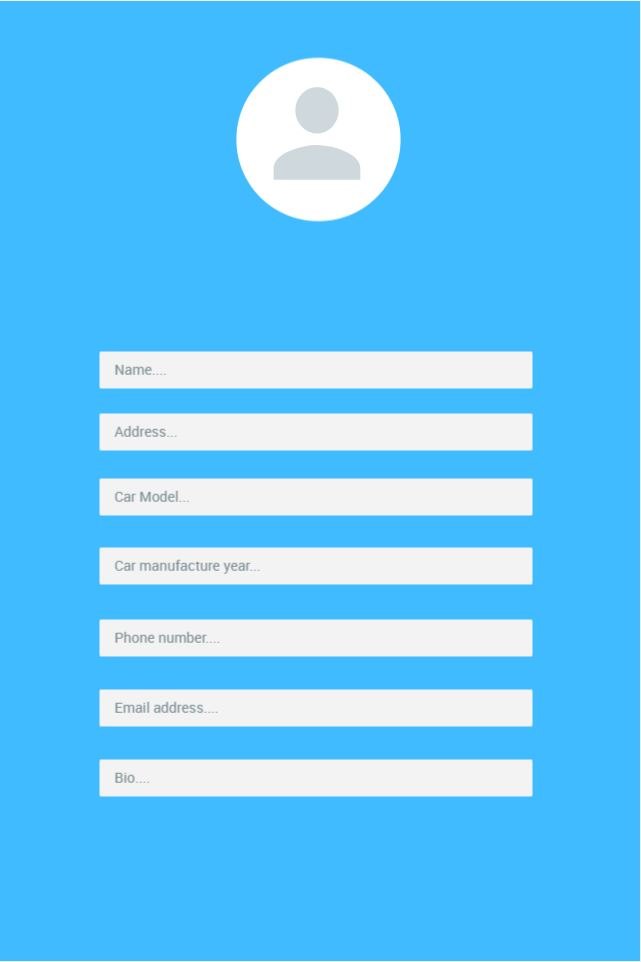 Name....
Address...
Car Model...
Car manufacture year...
Phone number....
Email address....
Bio....